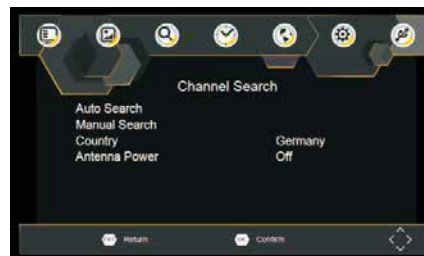 Channel Search
Auto Search
Manual Search
Country Germany
Antenna Power Off
Return Confirm